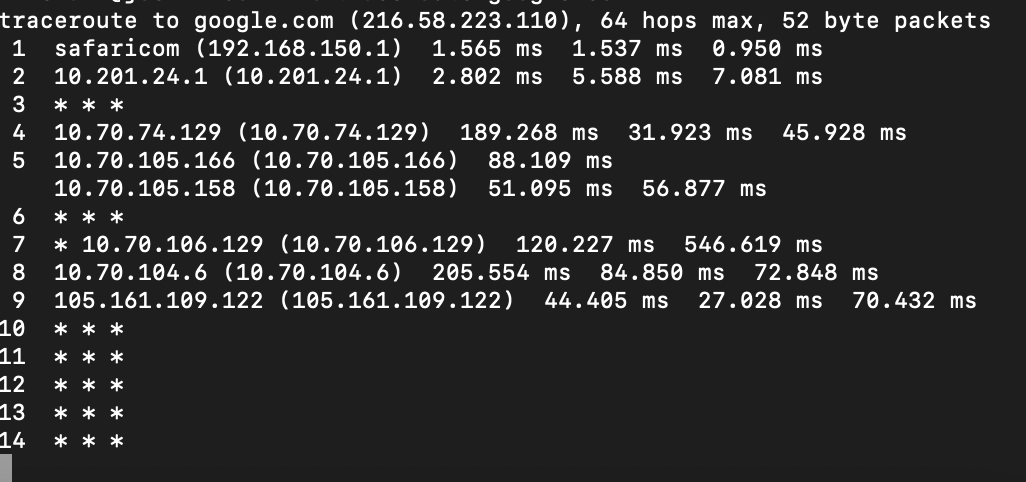 traceroute to google.com (216.58.223.110), 64 hops max, 52 byte packets
1 safaricom (192.168.150.1) 1.565 ms 1.537 ms 0.950 ms
2 10.201.24.1 (10.201.24.1) 2.802 ms 5.588 ms 7.081 ms
3 * * *
4 10.70.74.129 (10.70.74.129) 189.268 ms 31.923 ms 45.928 ms
5 10.70.105.166 (10.70.105.166) 88.109 ms
10.70.105.158 (10.70.105.158) 51.095 ms 56.877 ms
6 * * *
7 * 10.70.106.129 (10.70.106.129) 120.227 ms 546.619 ms
8 10.70.104.6 (10.70.104.6) 205.554 ms 84.850 ms 72.848 ms
9 105.161.109.122 (105.161.109.122) 44.405 ms 27.028 ms 70.432 ms
10 * * *
11 * * *
12 * * *
13 * * *
14 * * *